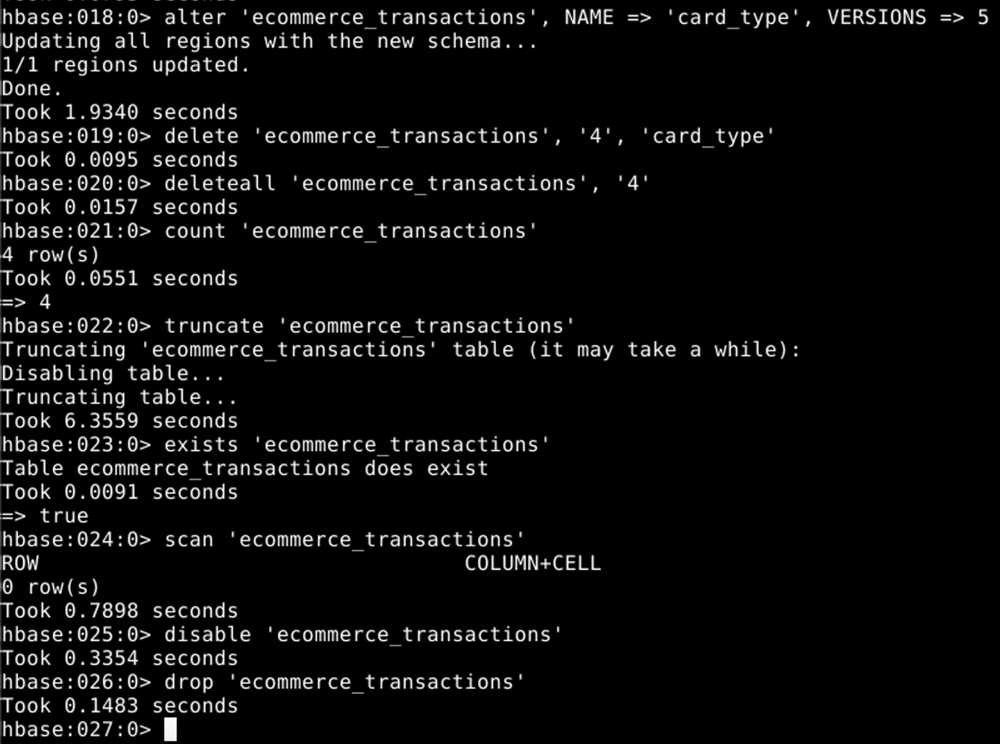 hbase:018:0> alter 'ecommerce_transactions', NAME => 'card_type', VERSIONS => 5
Updating all regions with the new schema...
1/1 regions updated.
Done.
Took 1.9340 seconds
hbase:019:0> delete 'ecommerce_transactions', '4', 'card_type'
Took 0.0095 seconds
hbase:020:0> deleteall 'ecommerce_transactions', '4'
Took 0.0157 seconds
hbase:021:0> count 'ecommerce_transactions'
4 row(s)
Took 0.0551 seconds
=> 4
hbase:022:0> truncate 'ecommerce_transactions'
Truncating 'ecommerce_transactions' table (it may take a while):
Disabling table...
Truncating table...
Took 6.3559 seconds
hbase:023:0> exists 'ecommerce_transactions'
Table ecommerce_transactions does exist
Took 0.0091 seconds
=> true
hbase:024:0> scan 'ecommerce_transactions'
ROW COLUMN+CELL
0 row(s)
Took 0.7898 seconds
hbase:025:0> disable 'ecommerce_transactions'
Took 0.3354 seconds
hbase:026:0> drop 'ecommerce_transactions'
Took 0.1483 seconds
hbase:027:0>